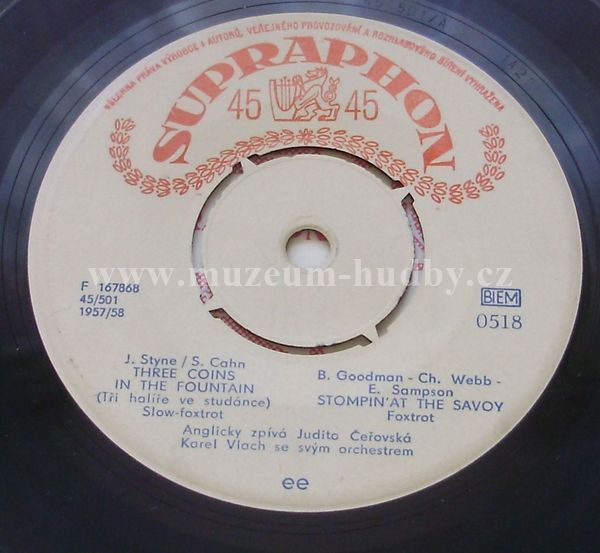 VŠECHNA PRÁVA VÝROBCE I AUTORŮ, VEŘEJNÉHO PROVOZOVÁNÍ A ROZHLASOVÉHO ŠÍŘENÍ VYHRAZENA
SUPRAPHON
45 45
www.muzeum-hudby.cz
F 167868
45/501
1957/58
BIEM
0518
J. Styne / S. Cahn
THREE COINS
IN THE FOUNTAIN
(Tři halíře ve studánce)
Slow-foxtrot
B. Goodman - Ch. Webb -
E. Sampson
STOMPIN' AT THE SAVOY
Foxtrot
Anglicky zpívá Judita Čeřovská
Karel Vlach se svým orchestrem
ee